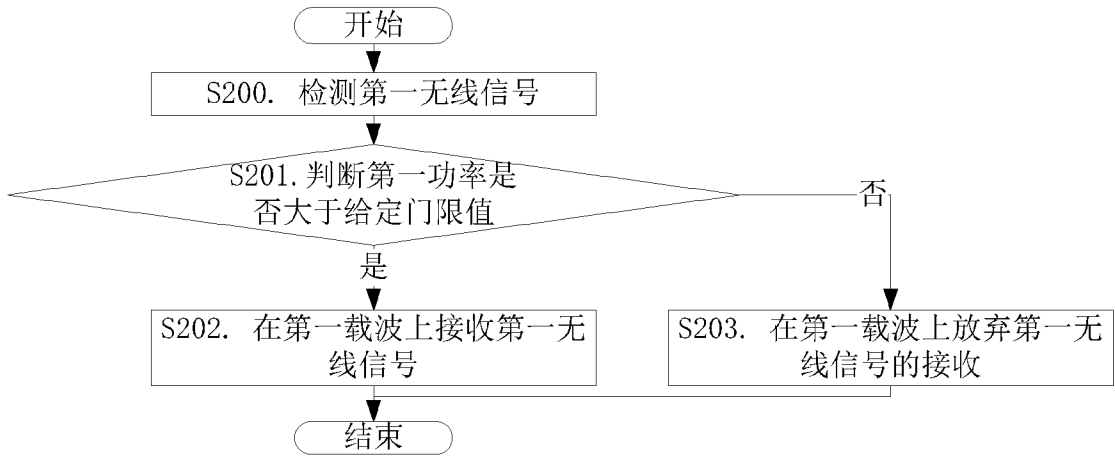 开始
S200. 检测第一无线信号
S201.判断第一功率是
否大于给定门限值
否
是
S202. 在第一载波上接收第一无
线信号
S203. 在第一载波上放弃第一无
线信号的接收
结束